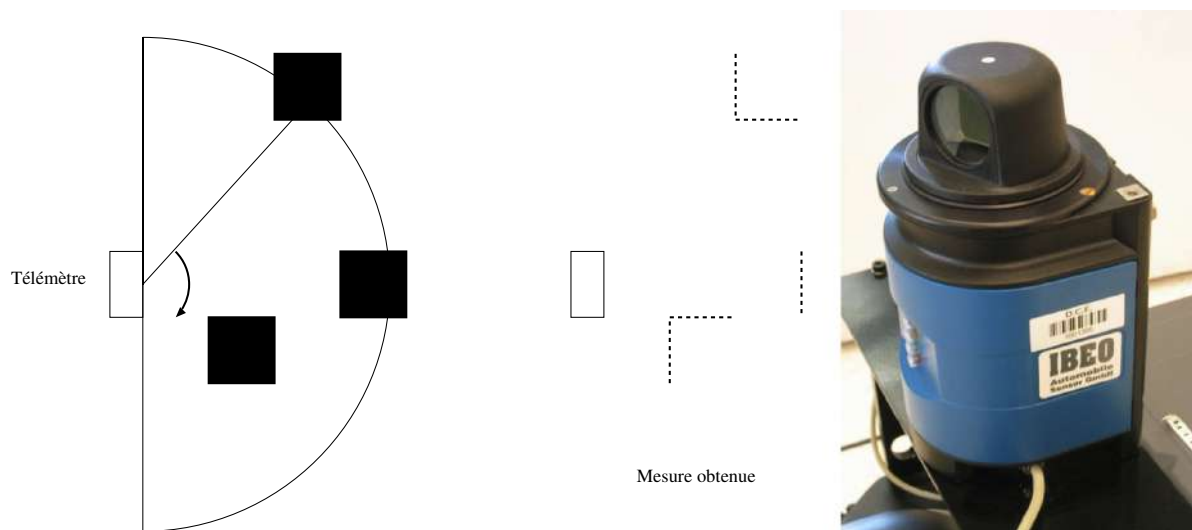 Télémètre
Mesure obtenue
D.C.E.
IBEO
Automobile
Sensor GmbH